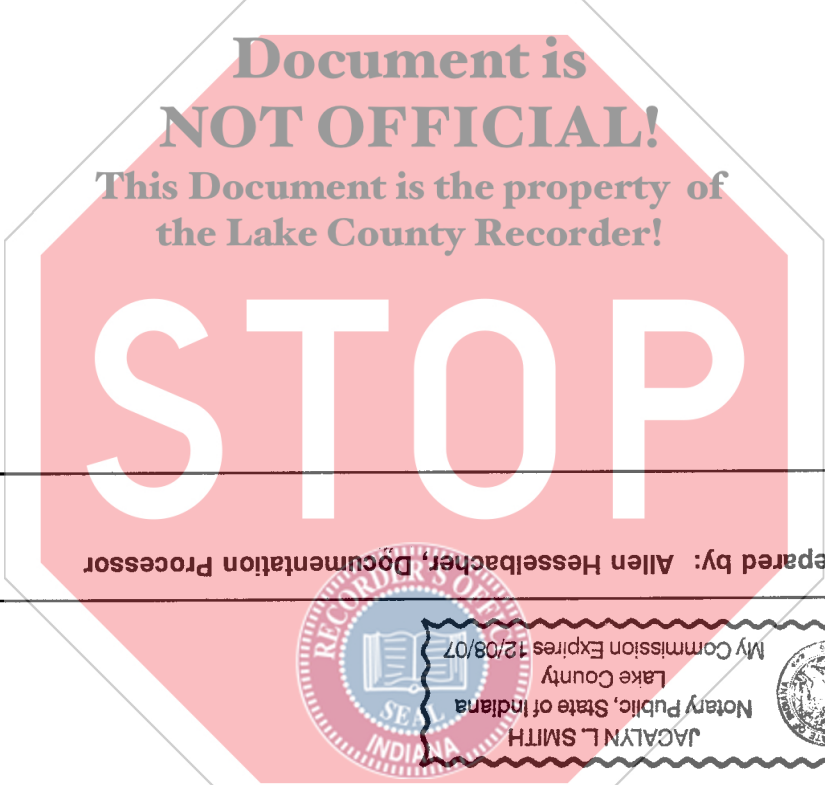 Document is
NOT OFFICIAL!
This Document is the property of
the Lake County Recorder!
STOP
epared by: Allen Hesselbacher, Documentation Processor
RECORDER'S OFFICE
SEAL
INDIANA
JACALYN L. SMITH
Notary Public, State of Indiana
Lake County
My Commission Expires 12/08/07